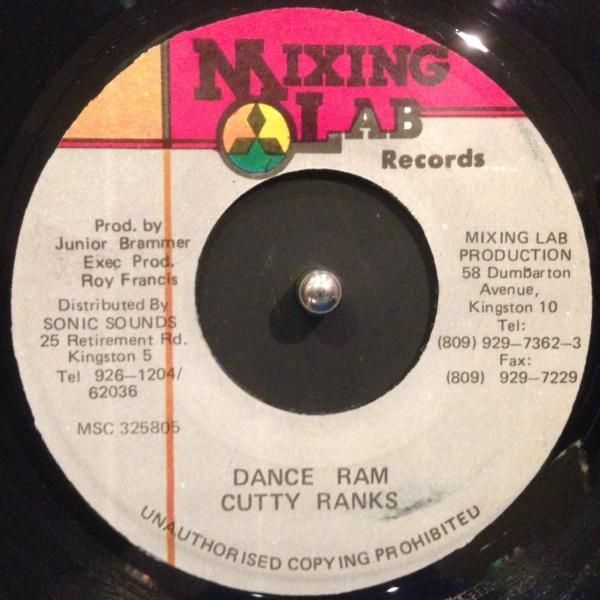 MIXING
LAB
Records
Prod. by
Junior Brammer
Exec Prod.
Roy Francis
Distributed By
SONIC SOUNDS
25 Retirement Rd.
Kingston 5
Tel 926-1204/
62036
MSC 325805
MIXING LAB
PRODUCTION
58 Dumbarton
Avenue,
Kingston 10
Tel:
(809) 929-7362-3
Fax:
(809) 929-7229
DANCE RAM
CUTTY RANKS
UNAUTHORISED COPYING PROHIBITED